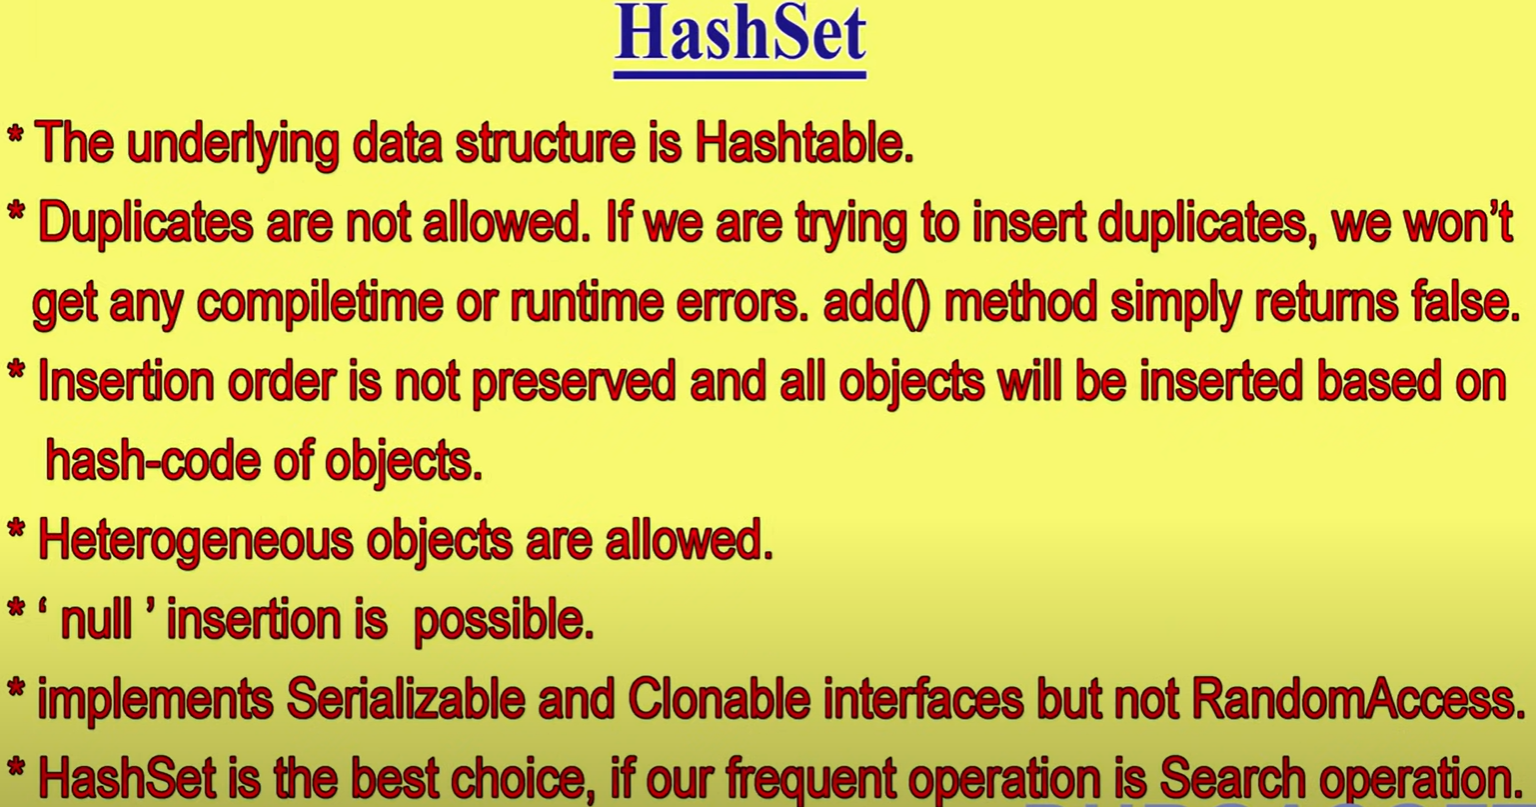 HashSet
* The underlying data structure is Hashtable.
* Duplicates are not allowed. If we are trying to insert duplicates, we won’t
get any compiletime or runtime errors. add() method simply returns false.
* Insertion order is not preserved and all objects will be inserted based on
hash-code of objects.
* Heterogeneous objects are allowed.
* ‘ null ’ insertion is possible.
* implements Serializable and Clonable interfaces but not RandomAccess.
* HashSet is the best choice, if our frequent operation is Search operation.